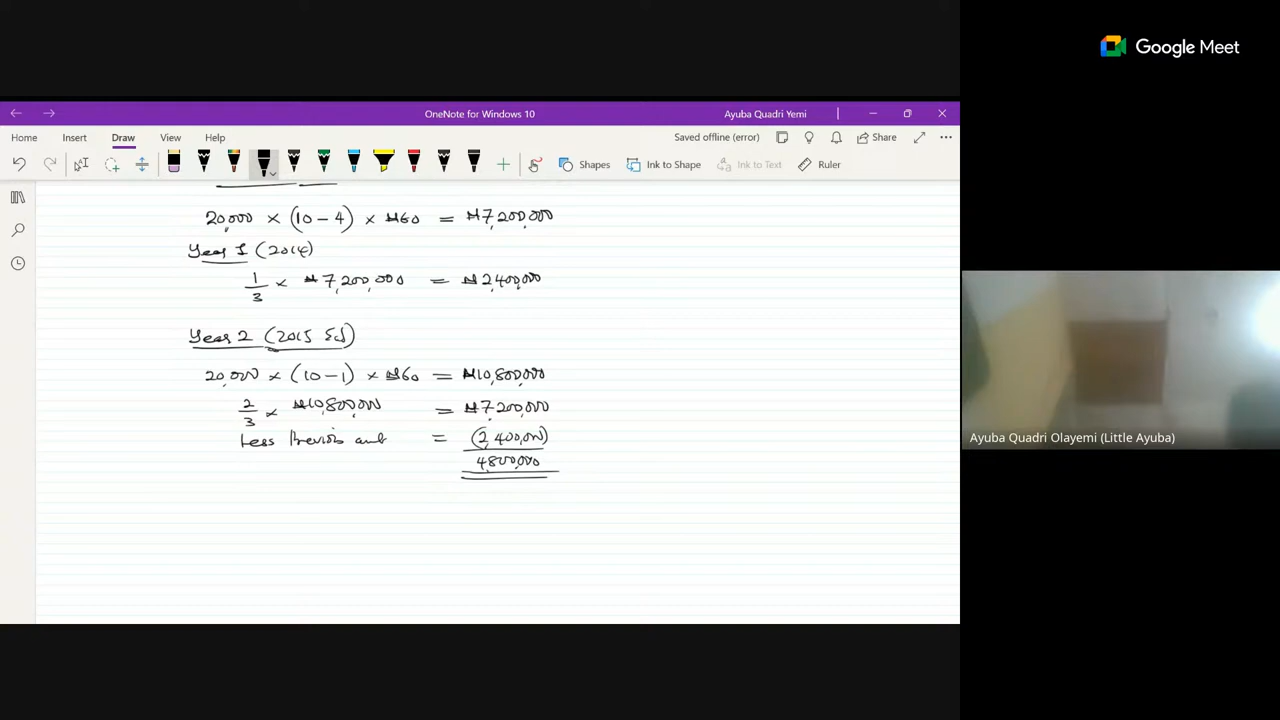 Google Meet
OneNote for Windows 10
Ayuba Quadri Yemi
Home Insert Draw View Help
Saved offline (error)
Share
Shapes
Ink to Shape
Ink to Text
Ruler
20,000 × (10-4) × ₦60 = ₦7,200,000
Year 1 (2014)
1/3 × ₦7,200,000 = ₦2,400,000
Year 2 (2015
20,000 × (10-1) × ₦60 = ₦10,800,000
2/3 × ₦10,800,000 = ₦7,200,000
Less Previous amt = (2,400,000)
4,800,000
Ayuba Quadri Olayemi (Little Ayuba)